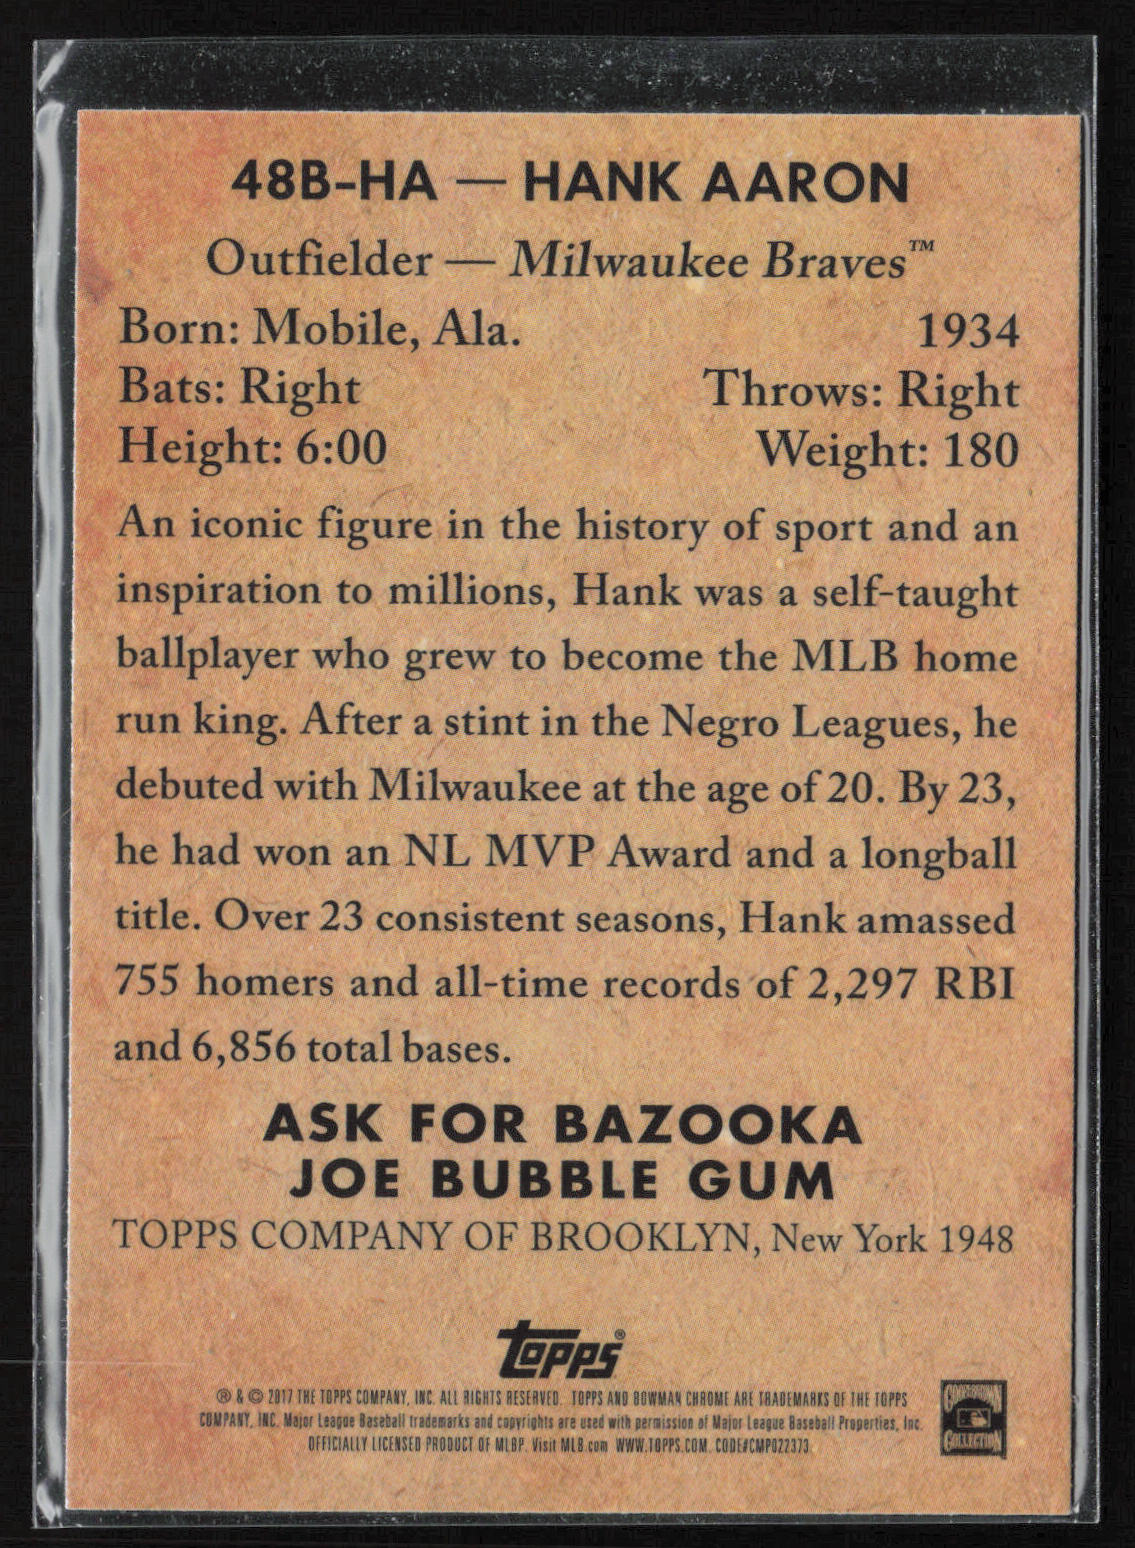 48B-HA — HANK AARON
Outfielder — Milwaukee Braves™
Born: Mobile, Ala. 1934
Bats: Right Throws: Right
Height: 6:00 Weight: 180
An iconic figure in the history of sport and an
inspiration to millions, Hank was a self-taught
ballplayer who grew to become the MLB home
run king. After a stint in the Negro Leagues, he
debuted with Milwaukee at the age of 20. By 23,
he had won an NL MVP Award and a longball
title. Over 23 consistent seasons, Hank amassed
755 homers and all-time records of 2,297 RBI
and 6,856 total bases.
ASK FOR BAZOOKA
JOE BUBBLE GUM
TOPPS COMPANY OF BROOKLYN, New York 1948
Topps®
® & © 2017 THE TOPPS COMPANY, INC. ALL RIGHTS RESERVED. TOPPS AND BOWMAN CHROME ARE TRADEMARKS OF THE TOPPS
COMPANY, INC. Major League Baseball trademarks and copyrights are used with permission of Major League Baseball Properties, Inc.
OFFICIALLY LICENSED PRODUCT OF MLBP. Visit MLB.com WWW.TOPPS.COM. CODE#CMP022373
COOPERSTOWN
COLLECTION